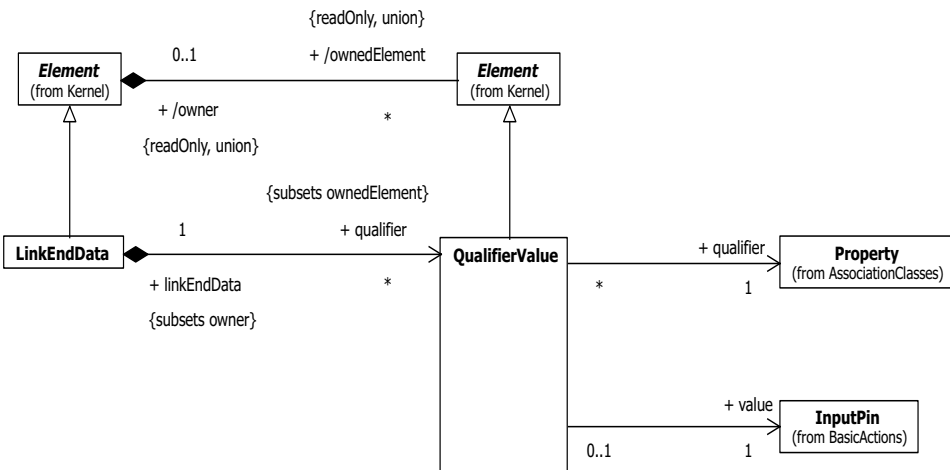 {readOnly, union}
0..1
+ /ownedElement
Element
(from Kernel)
Element
(from Kernel)
+ /owner
*
{readOnly, union}
{subsets ownedElement}
1
+ qualifier
LinkEndData
QualifierValue
+ qualifier
Property
(from AssociationClasses)
+ linkEndData
*
*
1
{subsets owner}
+ value
InputPin
(from BasicActions)
0..1
1